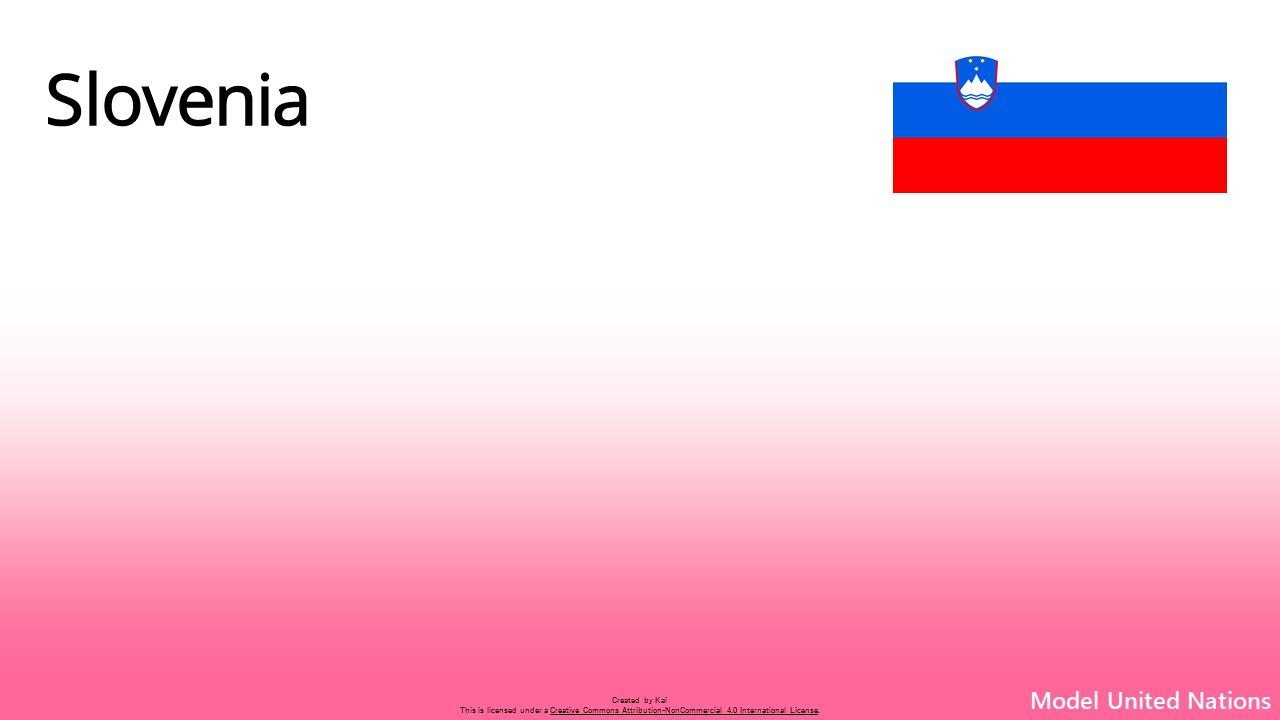 Slovenia
Created by Kai
This is licensed under a Creative Commons Attribution-NonCommercial 4.0 International License.
Model United Nations